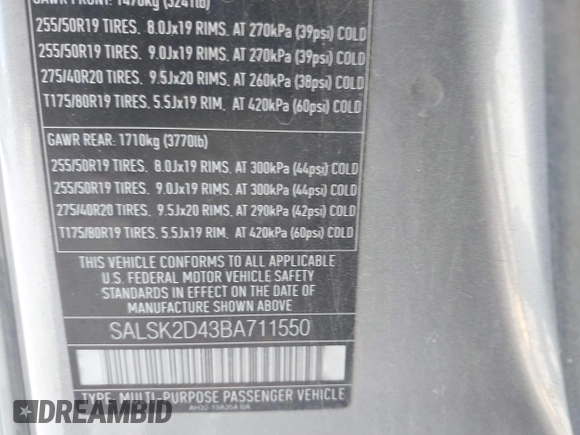 GAWR FRONT: 1470kg (3241lb)
255/50R19 TIRES. 8.0Jx19 RIMS. AT 270kPa (39psi) COLD
255/50R19 TIRES. 9.0Jx19 RIMS. AT 270kPa (39psi) COLD
275/40R20 TIRES. 9.5Jx20 RIMS. AT 260kPa (38psi) COLD
T175/80R19 TIRES. 5.5Jx19 RIM. AT 420kPa (60psi) COLD
GAWR REAR: 1710kg (3770lb)
255/50R19 TIRES. 8.0Jx19 RIMS. AT 300kPa (44psi) COLD
255/50R19 TIRES. 9.0Jx19 RIMS. AT 300kPa (44psi) COLD
275/40R20 TIRES. 9.5Jx20 RIMS. AT 290kPa (42psi) COLD
T175/80R19 TIRES. 5.5Jx19 RIM. AT 420kPa (60psi) COLD
THIS VEHICLE CONFORMS TO ALL APPLICABLE
U.S. FEDERAL MOTOR VEHICLE SAFETY
STANDARDS IN EFFECT ON THE DATE OF
MANUFACTURE SHOWN ABOVE
SALSK2D43BA711550
TYPE: MULTI-PURPOSE PASSENGER VEHICLE
DREAMBID